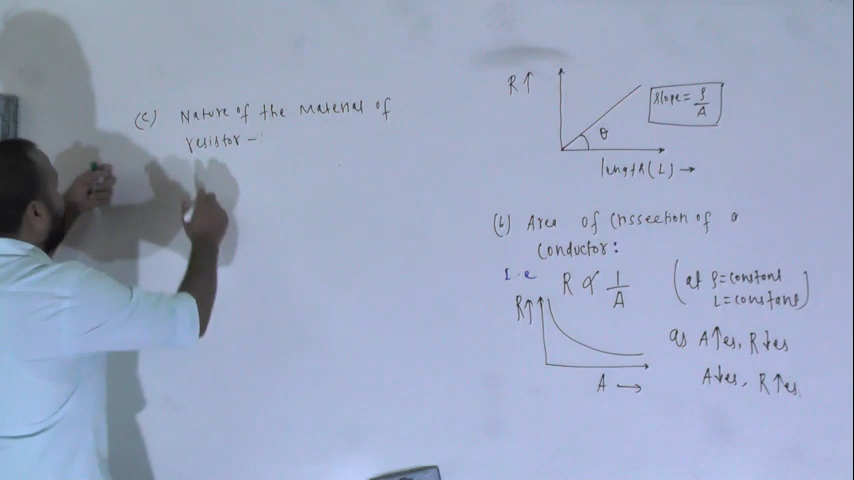 (c) Nature of the Material of
resistor -:
R↑
θ
slope = ρ/A
length(L) →
(b) Area of Crssection of a
Conductor:
I.e R ∝ 1/A (at ρ=constant
L=constant)
R↑
A →
as A↑es, R↓es
A↓es, R↑es